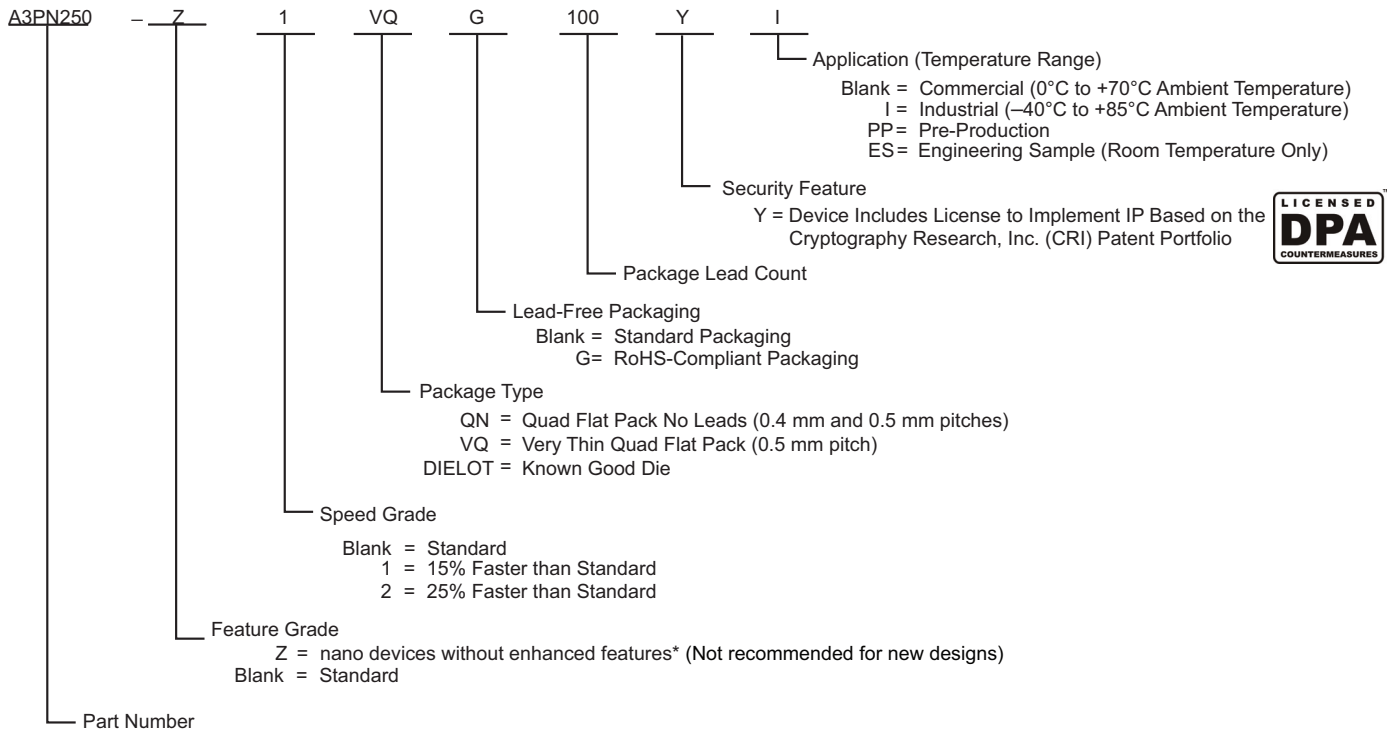 A3PN250 – Z 1 VQ G 100 Y I
Application (Temperature Range)
Blank = Commercial (0°C to +70°C Ambient Temperature)
I = Industrial (–40°C to +85°C Ambient Temperature)
PP = Pre-Production
ES = Engineering Sample (Room Temperature Only)
Security Feature
Y = Device Includes License to Implement IP Based on the
Cryptography Research, Inc. (CRI) Patent Portfolio
LICENSED
DPA
COUNTERMEASURES
™
Package Lead Count
Lead-Free Packaging
Blank = Standard Packaging
G= RoHS-Compliant Packaging
Package Type
QN = Quad Flat Pack No Leads (0.4 mm and 0.5 mm pitches)
VQ = Very Thin Quad Flat Pack (0.5 mm pitch)
DIELOT = Known Good Die
Speed Grade
Blank = Standard
1 = 15% Faster than Standard
2 = 25% Faster than Standard
Feature Grade
Z = nano devices without enhanced features* (Not recommended for new designs)
Blank = Standard
Part Number